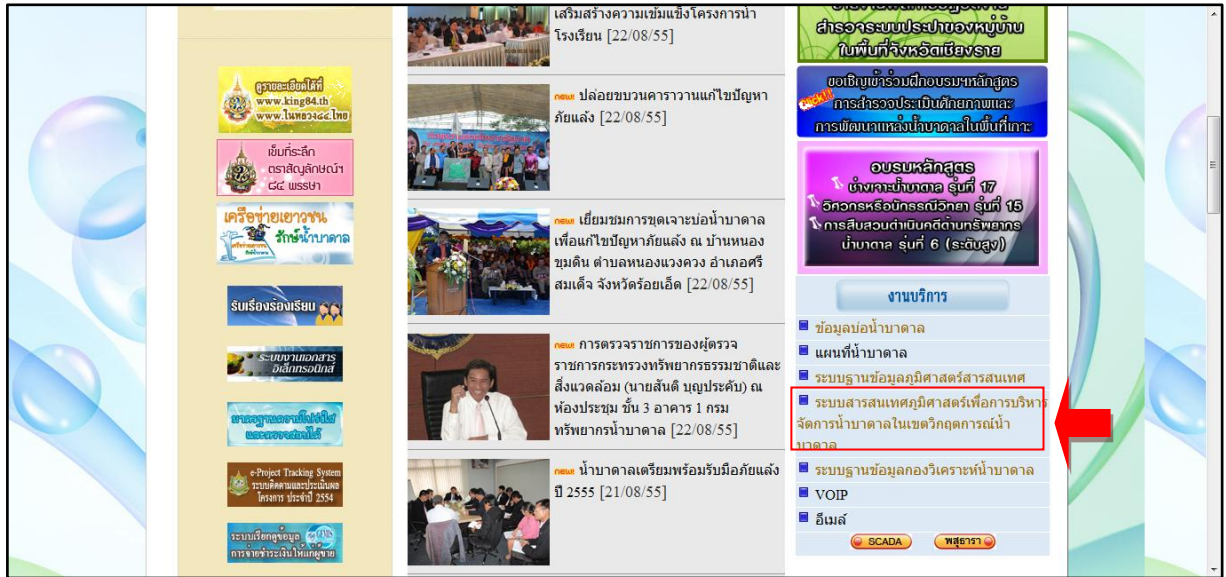 ดูรายละเอียดได้ที่
www.king84.th
www.ในหลวง๘๔.ไทย
เข็มที่ระลึก
ตราสัญลักษณ์ฯ
๘๔ พรรษา
เครือข่ายเยาวชน
รักษ์น้ำบาดาล
รับเรื่องร้องเรียน
ระบบงานเอกสาร
อิเล็กทรอนิกส์
มาตรฐานความโปร่งใส
และตรวจสอบได้
e-Project Tracking System
ระบบติดตามและประเมินผล
โครงการ ประจำปี 2554
ระบบเรียกดูข้อมูล
การจ่ายชำระเงินให้แก่ผู้ขาย
เสริมสร้างความเข้มแข็งโครงการน้ำ
โรงเรียน [22/08/55]
new! ปล่อยขบวนคาราวานแก้ไขปัญหา
ภัยแล้ง [22/08/55]
new! เยี่ยมชมการขุดเจาะบ่อน้ำบาดาล
เพื่อแก้ไขปัญหาภัยแล้ง ณ บ้านหนอง
ขุมดิน ตำบลหนองแวงควง อำเภอศรี
สมเด็จ จังหวัดร้อยเอ็ด [22/08/55]
new! การตรวจราชการของผู้ตรวจ
ราชการกระทรวงทรัพยากรธรรมชาติและ
สิ่งแวดล้อม (นายสันติ บุญประคับ) ณ
ห้องประชุม ชั้น 3 อาคาร 1 กรม
ทรัพยากรน้ำบาดาล [22/08/55]
new! น้ำบาดาลเตรียมพร้อมรับมือภัยแล้ง
ปี 2555 [21/08/55]
สำรวจระบบประปาของหมู่บ้าน
ในพื้นที่จังหวัดเชียงราย
ขอเชิญเข้าร่วมฝึกอบรมฯหลักสูตร
การสำรวจประเมินศักยภาพและ
การพัฒนาแหล่งน้ำบาดาลในพื้นที่เกาะ
อบรมหลักสูตร
ช่างเจาะน้ำบาดาล รุ่นที่ 17
วิศวกรหรือนักธรณีวิทยา รุ่นที่ 15
การสืบสวนดำเนินคดีด้านทรัพยากร
น้ำบาดาล รุ่นที่ 6 (ระดับสูง)
งานบริการ
ข้อมูลบ่อน้ำบาดาล
แผนที่น้ำบาดาล
ระบบฐานข้อมูลภูมิศาสตร์สารสนเทศ
ระบบสารสนเทศภูมิศาสตร์เพื่อการบริหาร
จัดการน้ำบาดาลในเขตวิกฤตการณ์น้ำ
บาดาล
ระบบฐานข้อมูลกองวิเคราะห์น้ำบาดาล
VOIP
อีเมล์
SCADA
พสุธารา